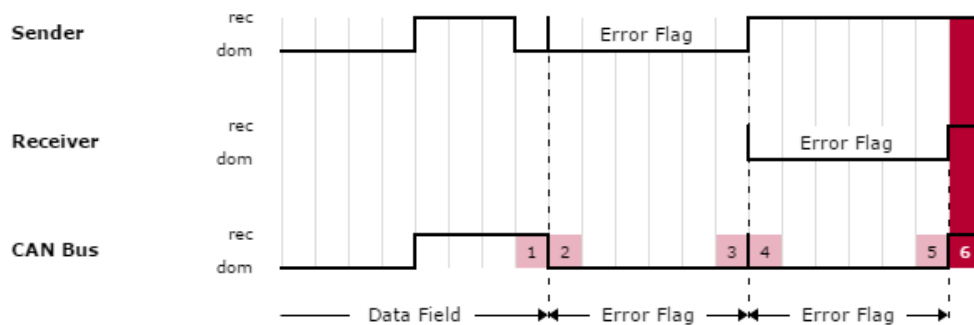 Sender
rec
dom
Error Flag
Receiver
rec
dom
Error Flag
CAN Bus
rec
dom
1
2
3
4
5
6
Data Field
Error Flag
Error Flag